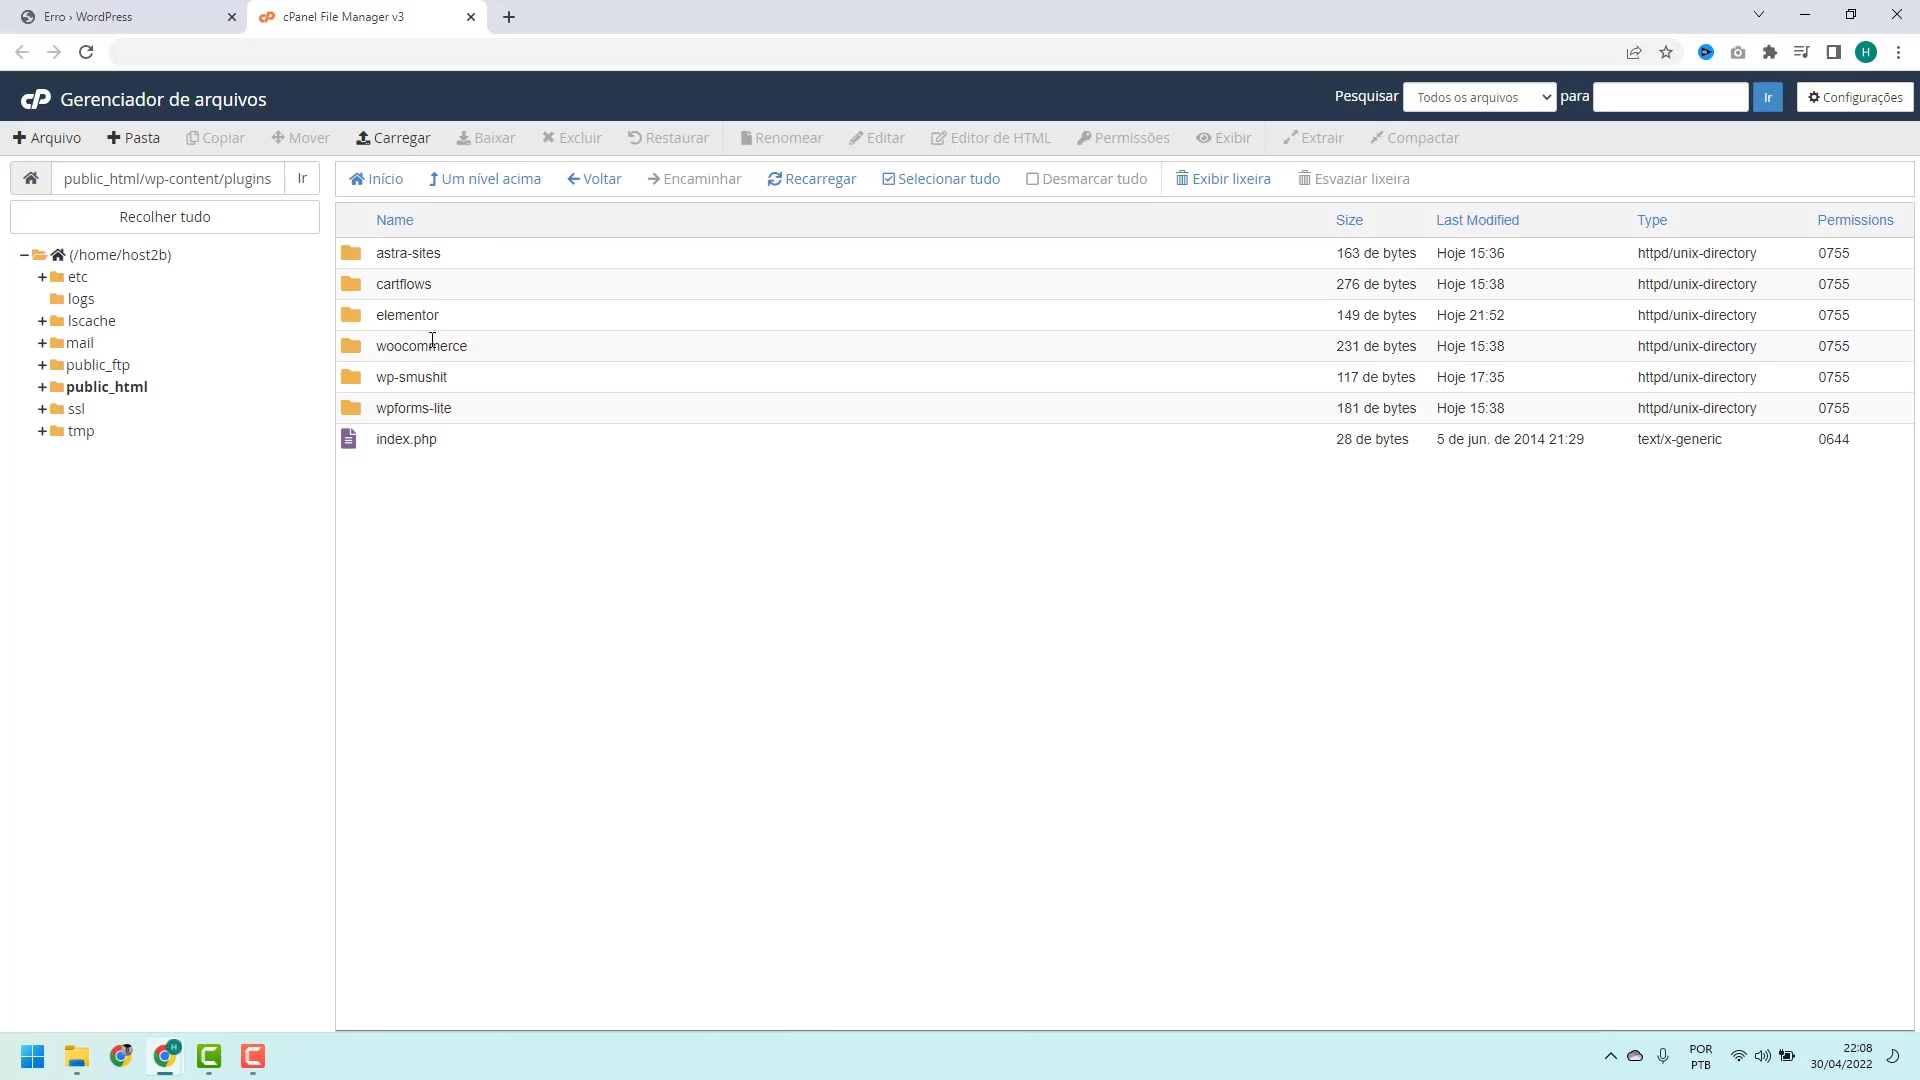 Erro › WordPress
cPanel File Manager v3
H
cP Gerenciador de arquivos
Pesquisar Todos os arquivos para Ir Configurações
Arquivo Pasta Copiar Mover Carregar Baixar Excluir Restaurar Renomear Editar Editor de HTML Permissões Exibir Extrair Compactar
public_html/wp-content/plugins Ir
Início Um nível acima Voltar Encaminhar Recarregar Selecionar tudo Desmarcar tudo Exibir lixeira Esvaziar lixeira
Recolher tudo
(/home/host2b)
etc
logs
lscache
mail
public_ftp
public_html
ssl
tmp
Name Size Last Modified Type Permissions
astra-sites 163 de bytes Hoje 15:36 httpd/unix-directory 0755
cartflows 276 de bytes Hoje 15:38 httpd/unix-directory 0755
elementor 149 de bytes Hoje 21:52 httpd/unix-directory 0755
woocommerce 231 de bytes Hoje 15:38 httpd/unix-directory 0755
wp-smushit 117 de bytes Hoje 17:35 httpd/unix-directory 0755
wpforms-lite 181 de bytes Hoje 15:38 httpd/unix-directory 0755
index.php 28 de bytes 5 de jun. de 2014 21:29 text/x-generic 0644
H
POR
PTB
22:08
30/04/2022